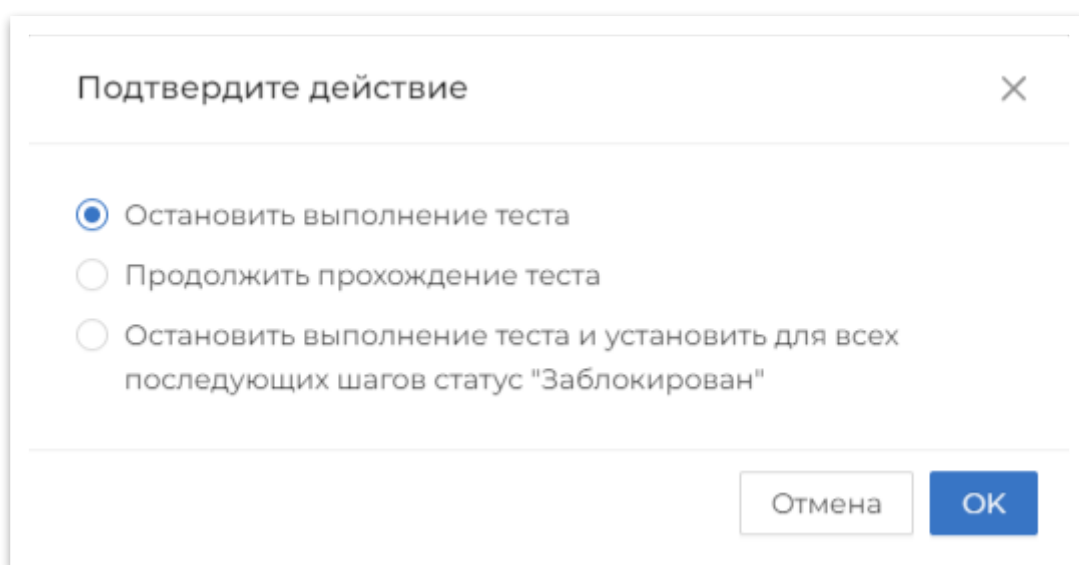 Подтвердите действие
Остановить выполнение теста
Продолжить прохождение теста
Остановить выполнение теста и установить для всех
последующих шагов статус "Заблокирован"
Отмена
OK